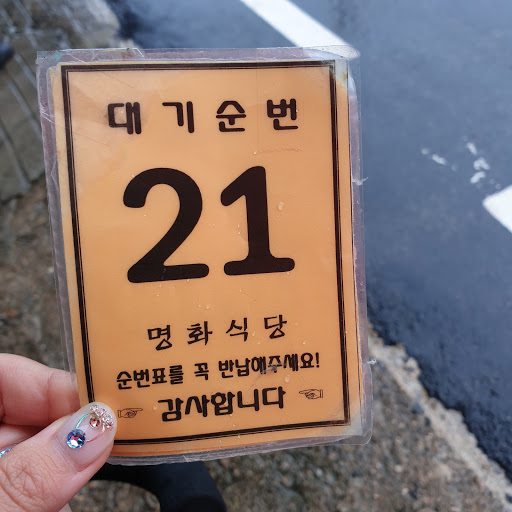 대기순번
21
명화식당
순번표를 꼭 반납해주세요!
감사합니다